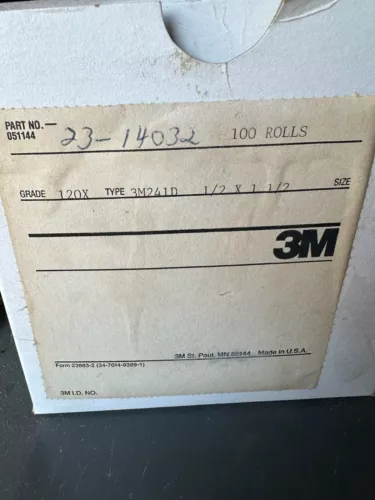 PART NO.—
051144
23-14032 100 ROLLS
GRADE 120X TYPE 3M241D 1/2 X 1 1/2 SIZE
3M
3M St. Paul, MN 55144 Made in U.S.A.
Form 23663-2 (34-7014-9389-1)
3M I.D. NO.